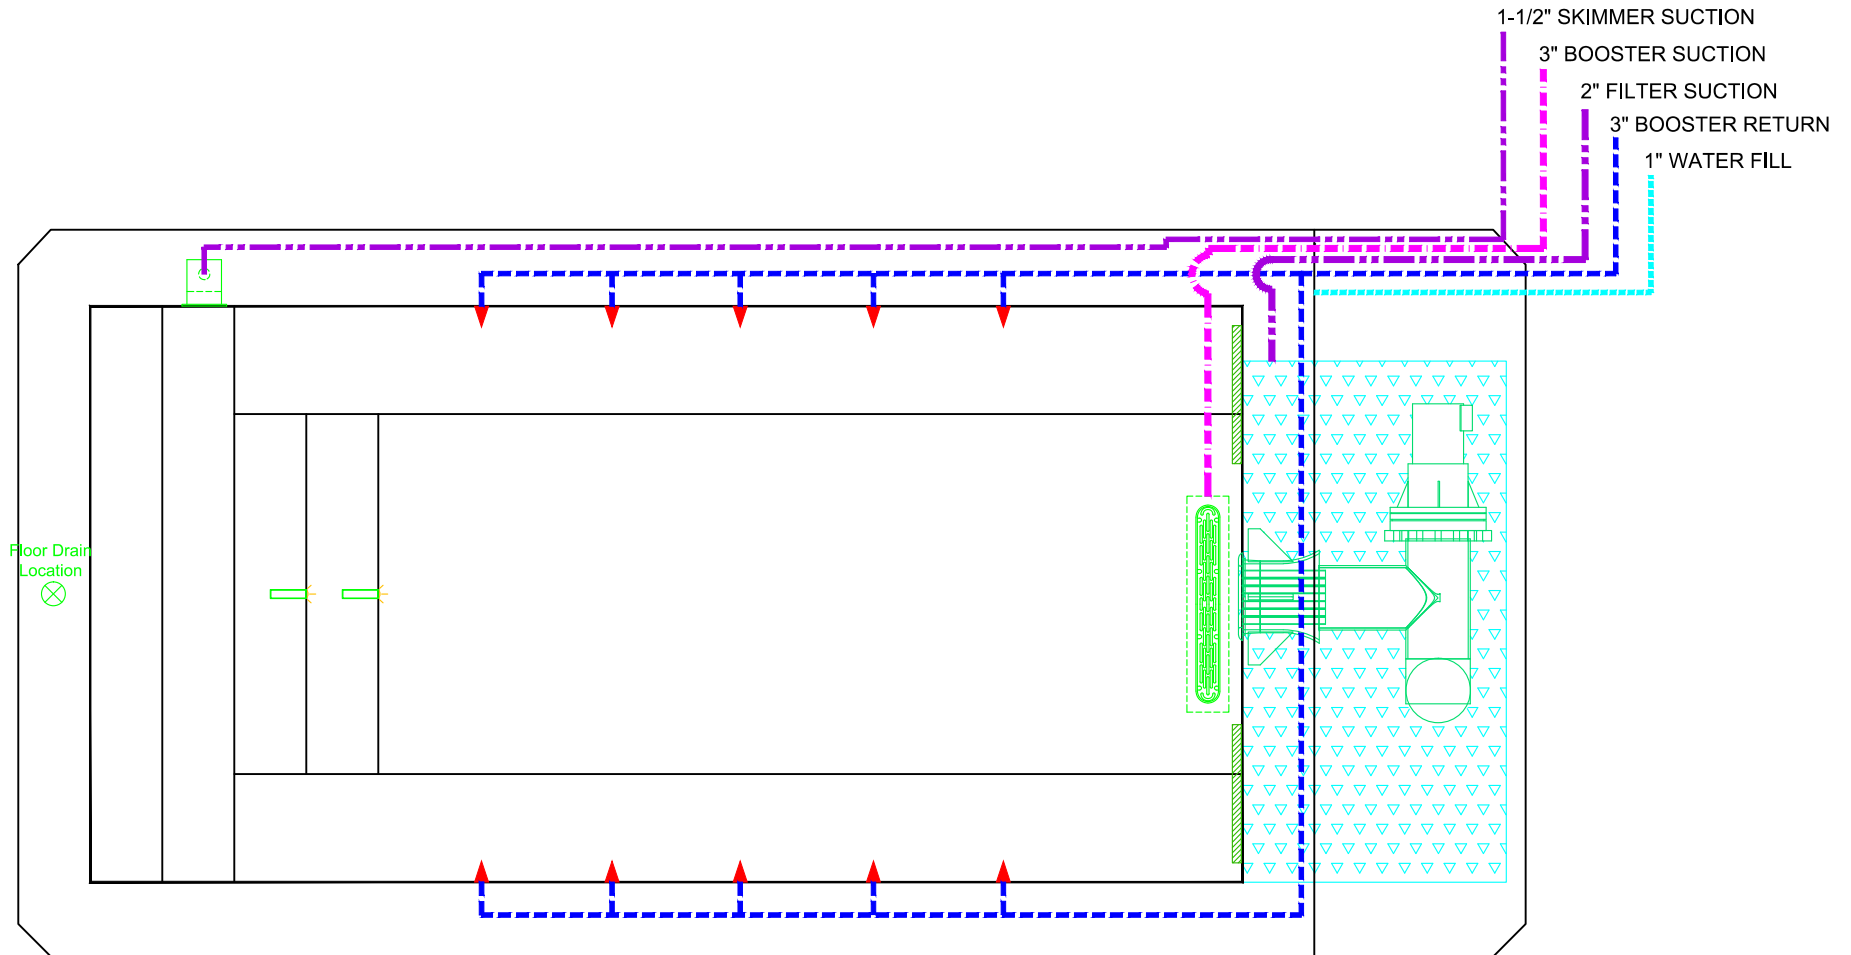 1-1/2" SKIMMER SUCTION
3" BOOSTER SUCTION
2" FILTER SUCTION
3" BOOSTER RETURN
1" WATER FILL
Floor Drain
Location